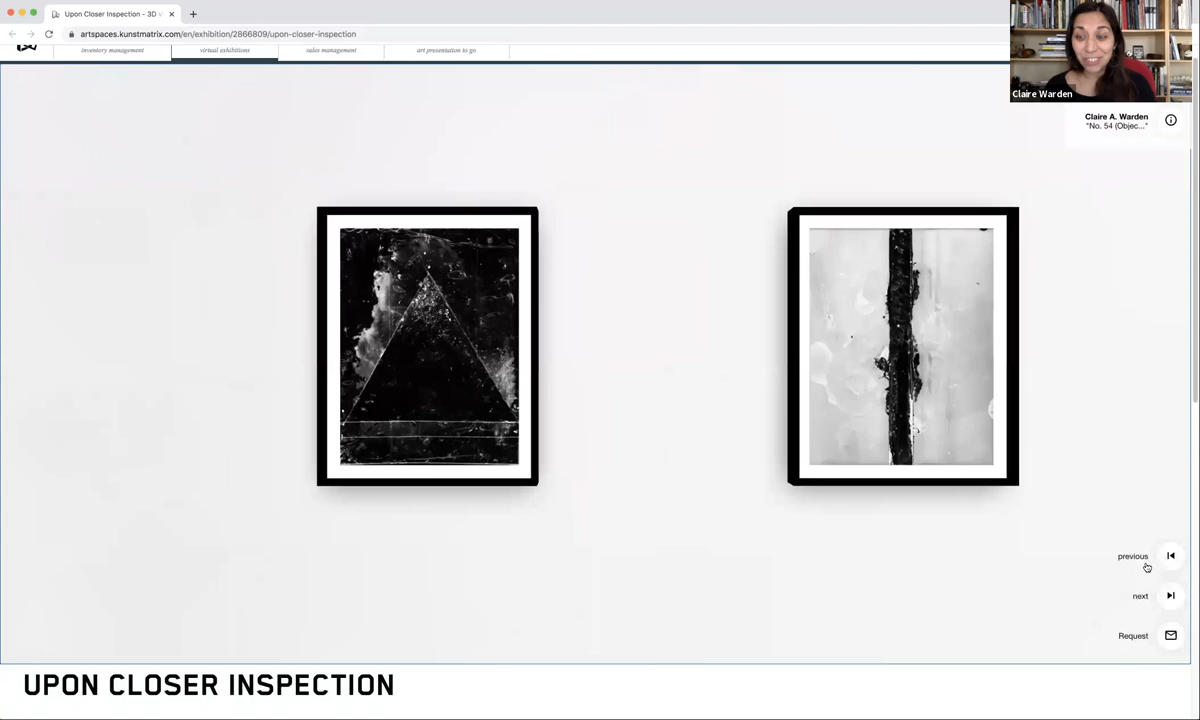 Upon Closer Inspection - 3D v
artspaces.kunstmatrix.com/en/exhibition/2866809/upon-closer-inspection
inventory management
virtual exhibitions
sales management
art presentation to go
Claire Warden
Claire A. Warden
"No. 54 (Objec..."
previous
next
Request
UPON CLOSER INSPECTION